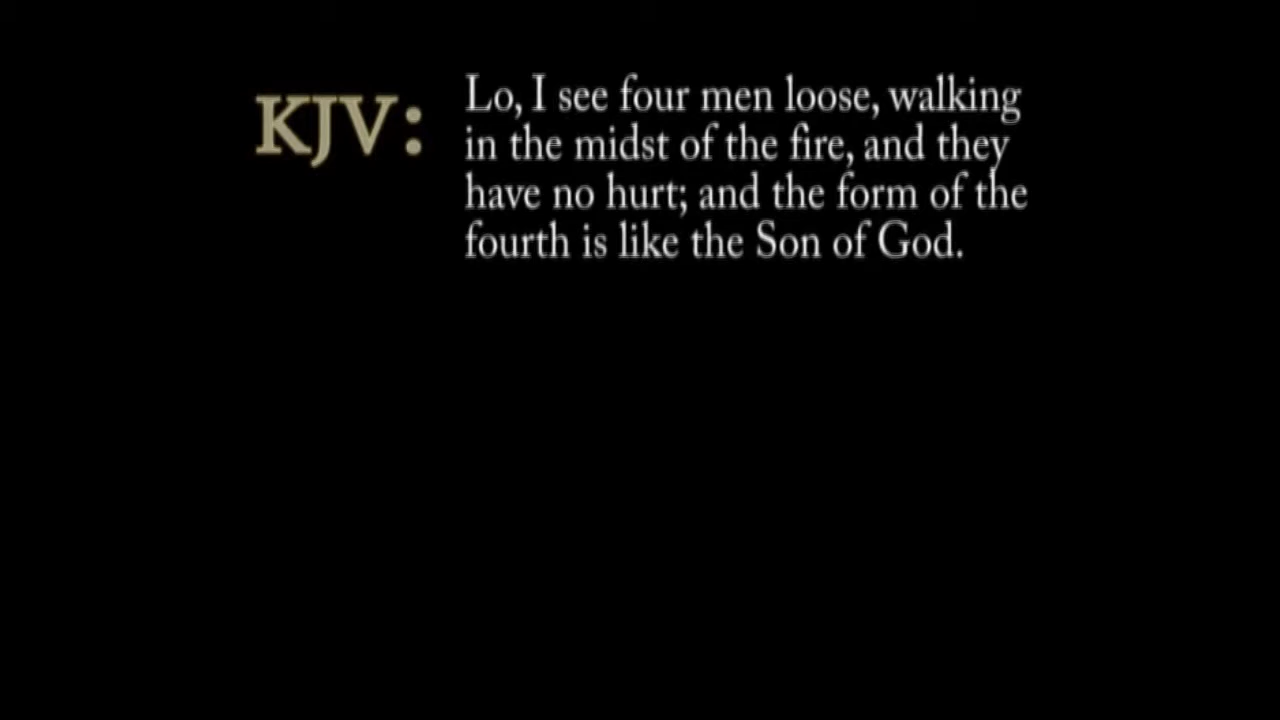 KJV:
Lo, I see four men loose, walking
in the midst of the fire, and they
have no hurt; and the form of the
fourth is like the Son of God.